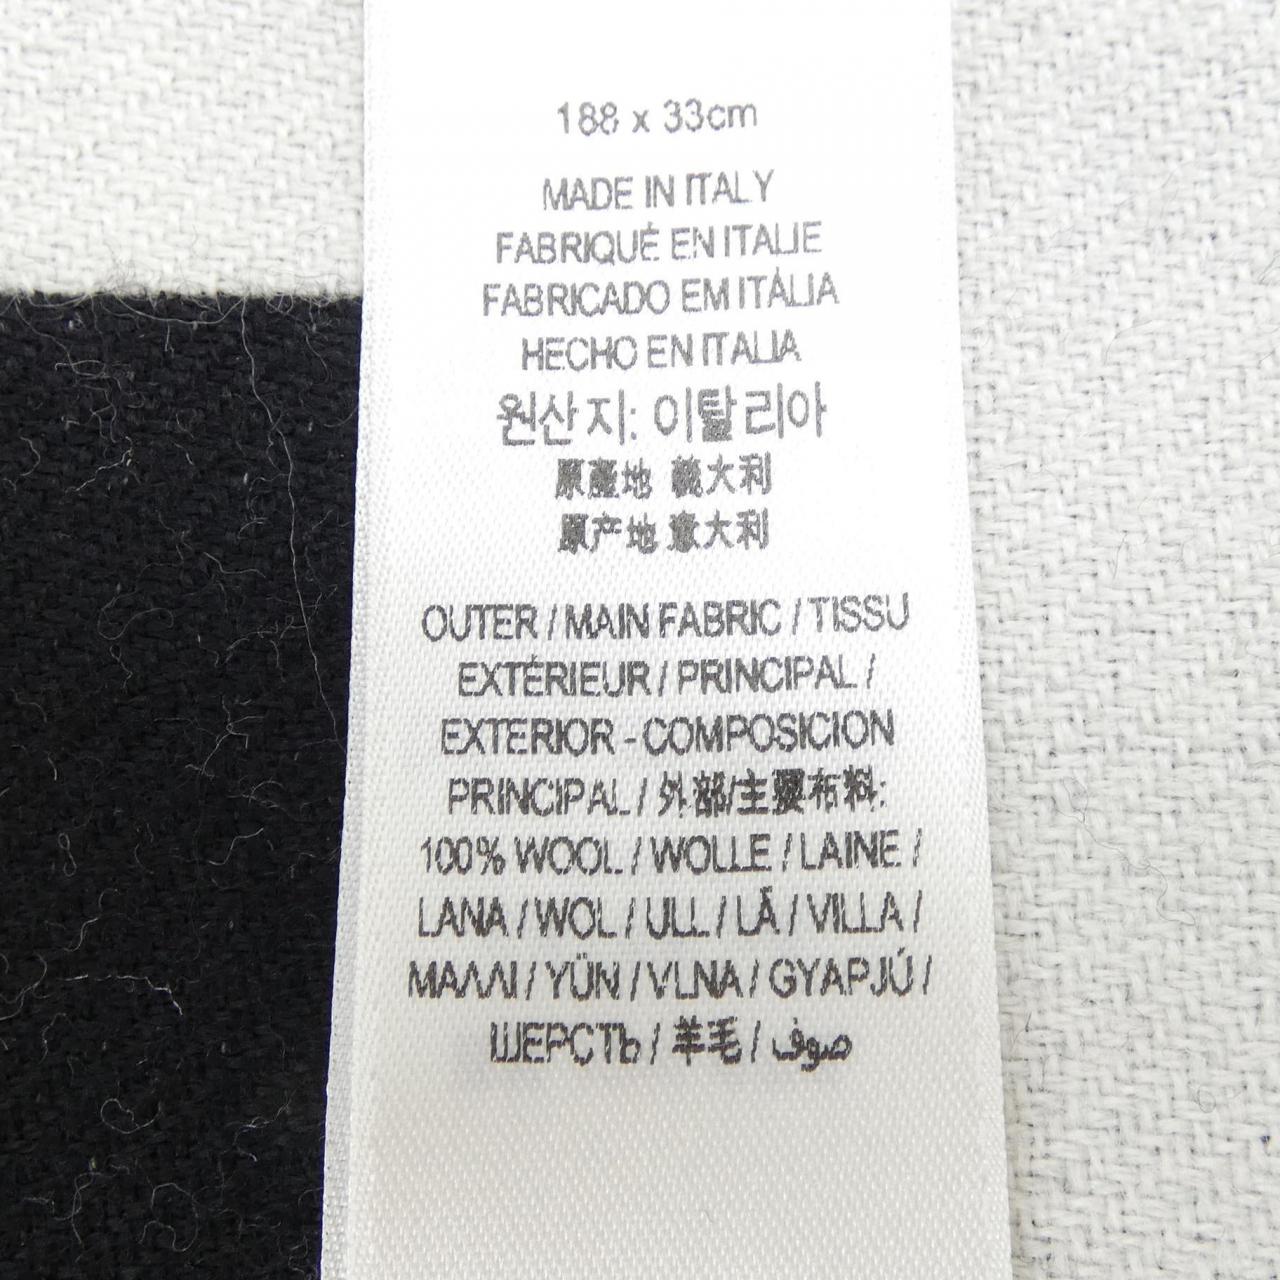 188 x 33cm
MADE IN ITALY
FABRIQUÉ EN ITALIE
FABRICADO EM ITÁLIA
HECHO EN ITALIA
원산지: 이탈리아
原產地 義大利
原产地 意大利
OUTER / MAIN FABRIC / TISSU
EXTÉRIEUR / PRINCIPAL /
EXTERIOR - COMPOSICION
PRINCIPAL / 外部/主要布料:
100% WOOL / WOLLE / LAINE /
LANA / WOL / ULL / LÃ / VILLA /
ΜΑΛΛΙ / YÜN / VLNA / GYAPJÚ /
ШЕРСТЬ / 羊毛 / صوف